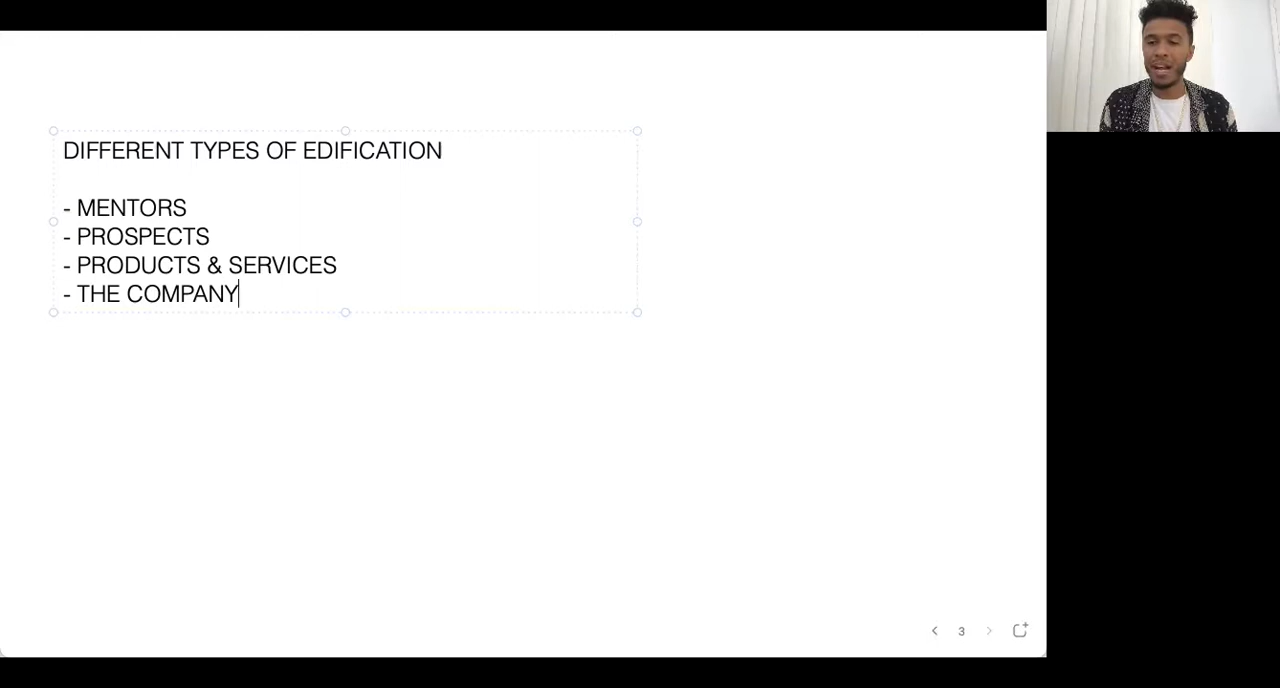 DIFFERENT TYPES OF EDIFICATION
- MENTORS
- PROSPECTS
- PRODUCTS & SERVICES
- THE COMPANY
3